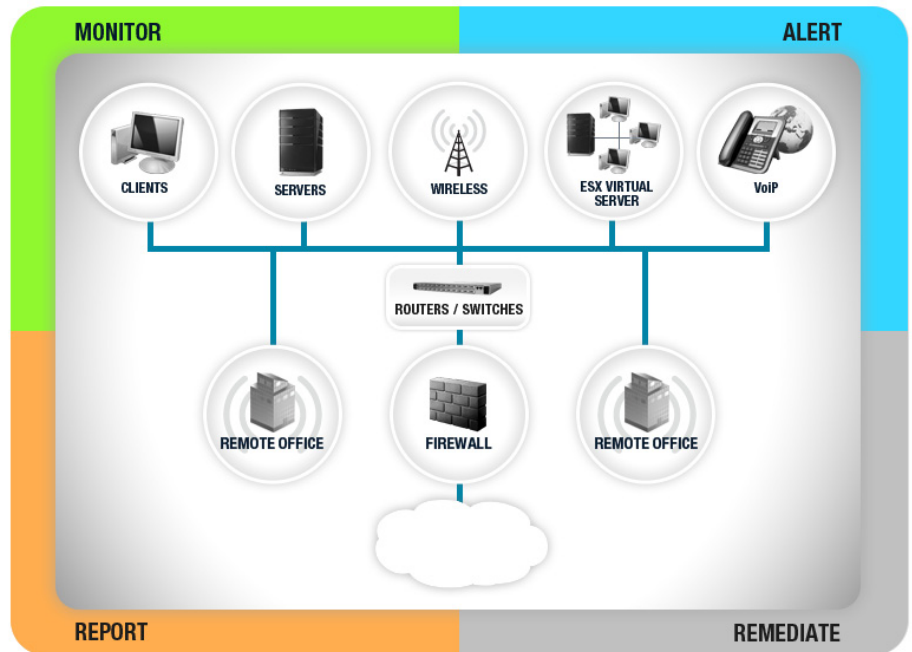 MONITOR
ALERT
CLIENTS
SERVERS
WIRELESS
ESX VIRTUAL
SERVER
VoiP
ROUTERS / SWITCHES
REMOTE OFFICE
FIREWALL
REMOTE OFFICE
REPORT
REMEDIATE